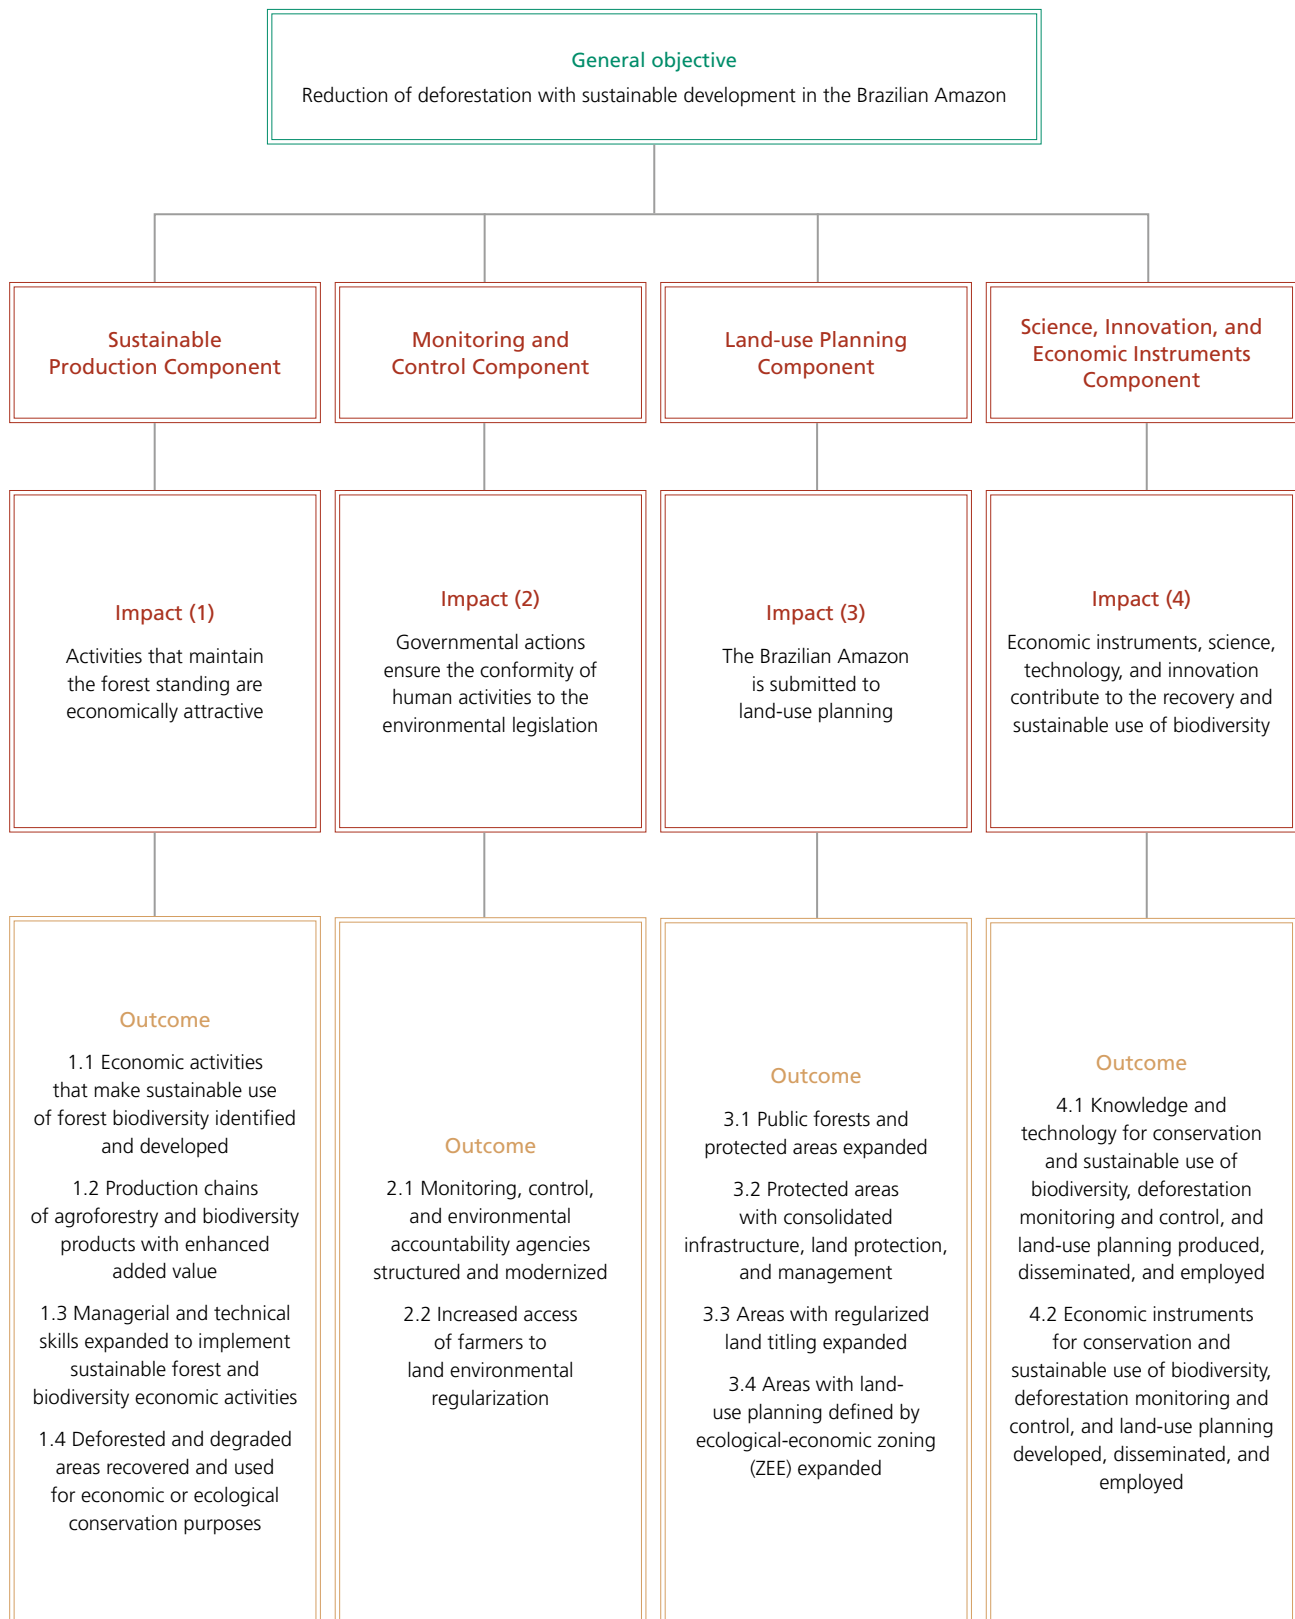 General objective
Reduction of deforestation with sustainable development in the Brazilian Amazon
Sustainable
Production Component
Monitoring and
Control Component
Land-use Planning
Component
Science, Innovation, and
Economic Instruments
Component
Impact (1)
Activities that maintain
the forest standing are
economically attractive
Impact (2)
Governmental actions
ensure the conformity of
human activities to the
environmental legislation
Impact (3)
The Brazilian Amazon
is submitted to
land-use planning
Impact (4)
Economic instruments, science,
technology, and innovation
contribute to the recovery and
sustainable use of biodiversity
Outcome
1.1 Economic activities
that make sustainable use
of forest biodiversity identified
and developed
1.2 Production chains
of agroforestry and biodiversity
products with enhanced
added value
1.3 Managerial and technical
skills expanded to implement
sustainable forest and
biodiversity economic activities
1.4 Deforested and degraded
areas recovered and used
for economic or ecological
conservation purposes
Outcome
2.1 Monitoring, control,
and environmental
accountability agencies
structured and modernized
2.2 Increased access
of farmers to
land environmental
regularization
Outcome
3.1 Public forests and
protected areas expanded
3.2 Protected areas
with consolidated
infrastructure, land protection,
and management
3.3 Areas with regularized
land titling expanded
3.4 Areas with land-
use planning defined by
ecological-economic zoning
(ZEE) expanded
Outcome
4.1 Knowledge and
technology for conservation
and sustainable use of
biodiversity, deforestation
monitoring and control, and
land-use planning produced,
disseminated, and employed
4.2 Economic instruments
for conservation and
sustainable use of biodiversity,
deforestation monitoring and
control, and land-use planning
developed, disseminated, and
employed